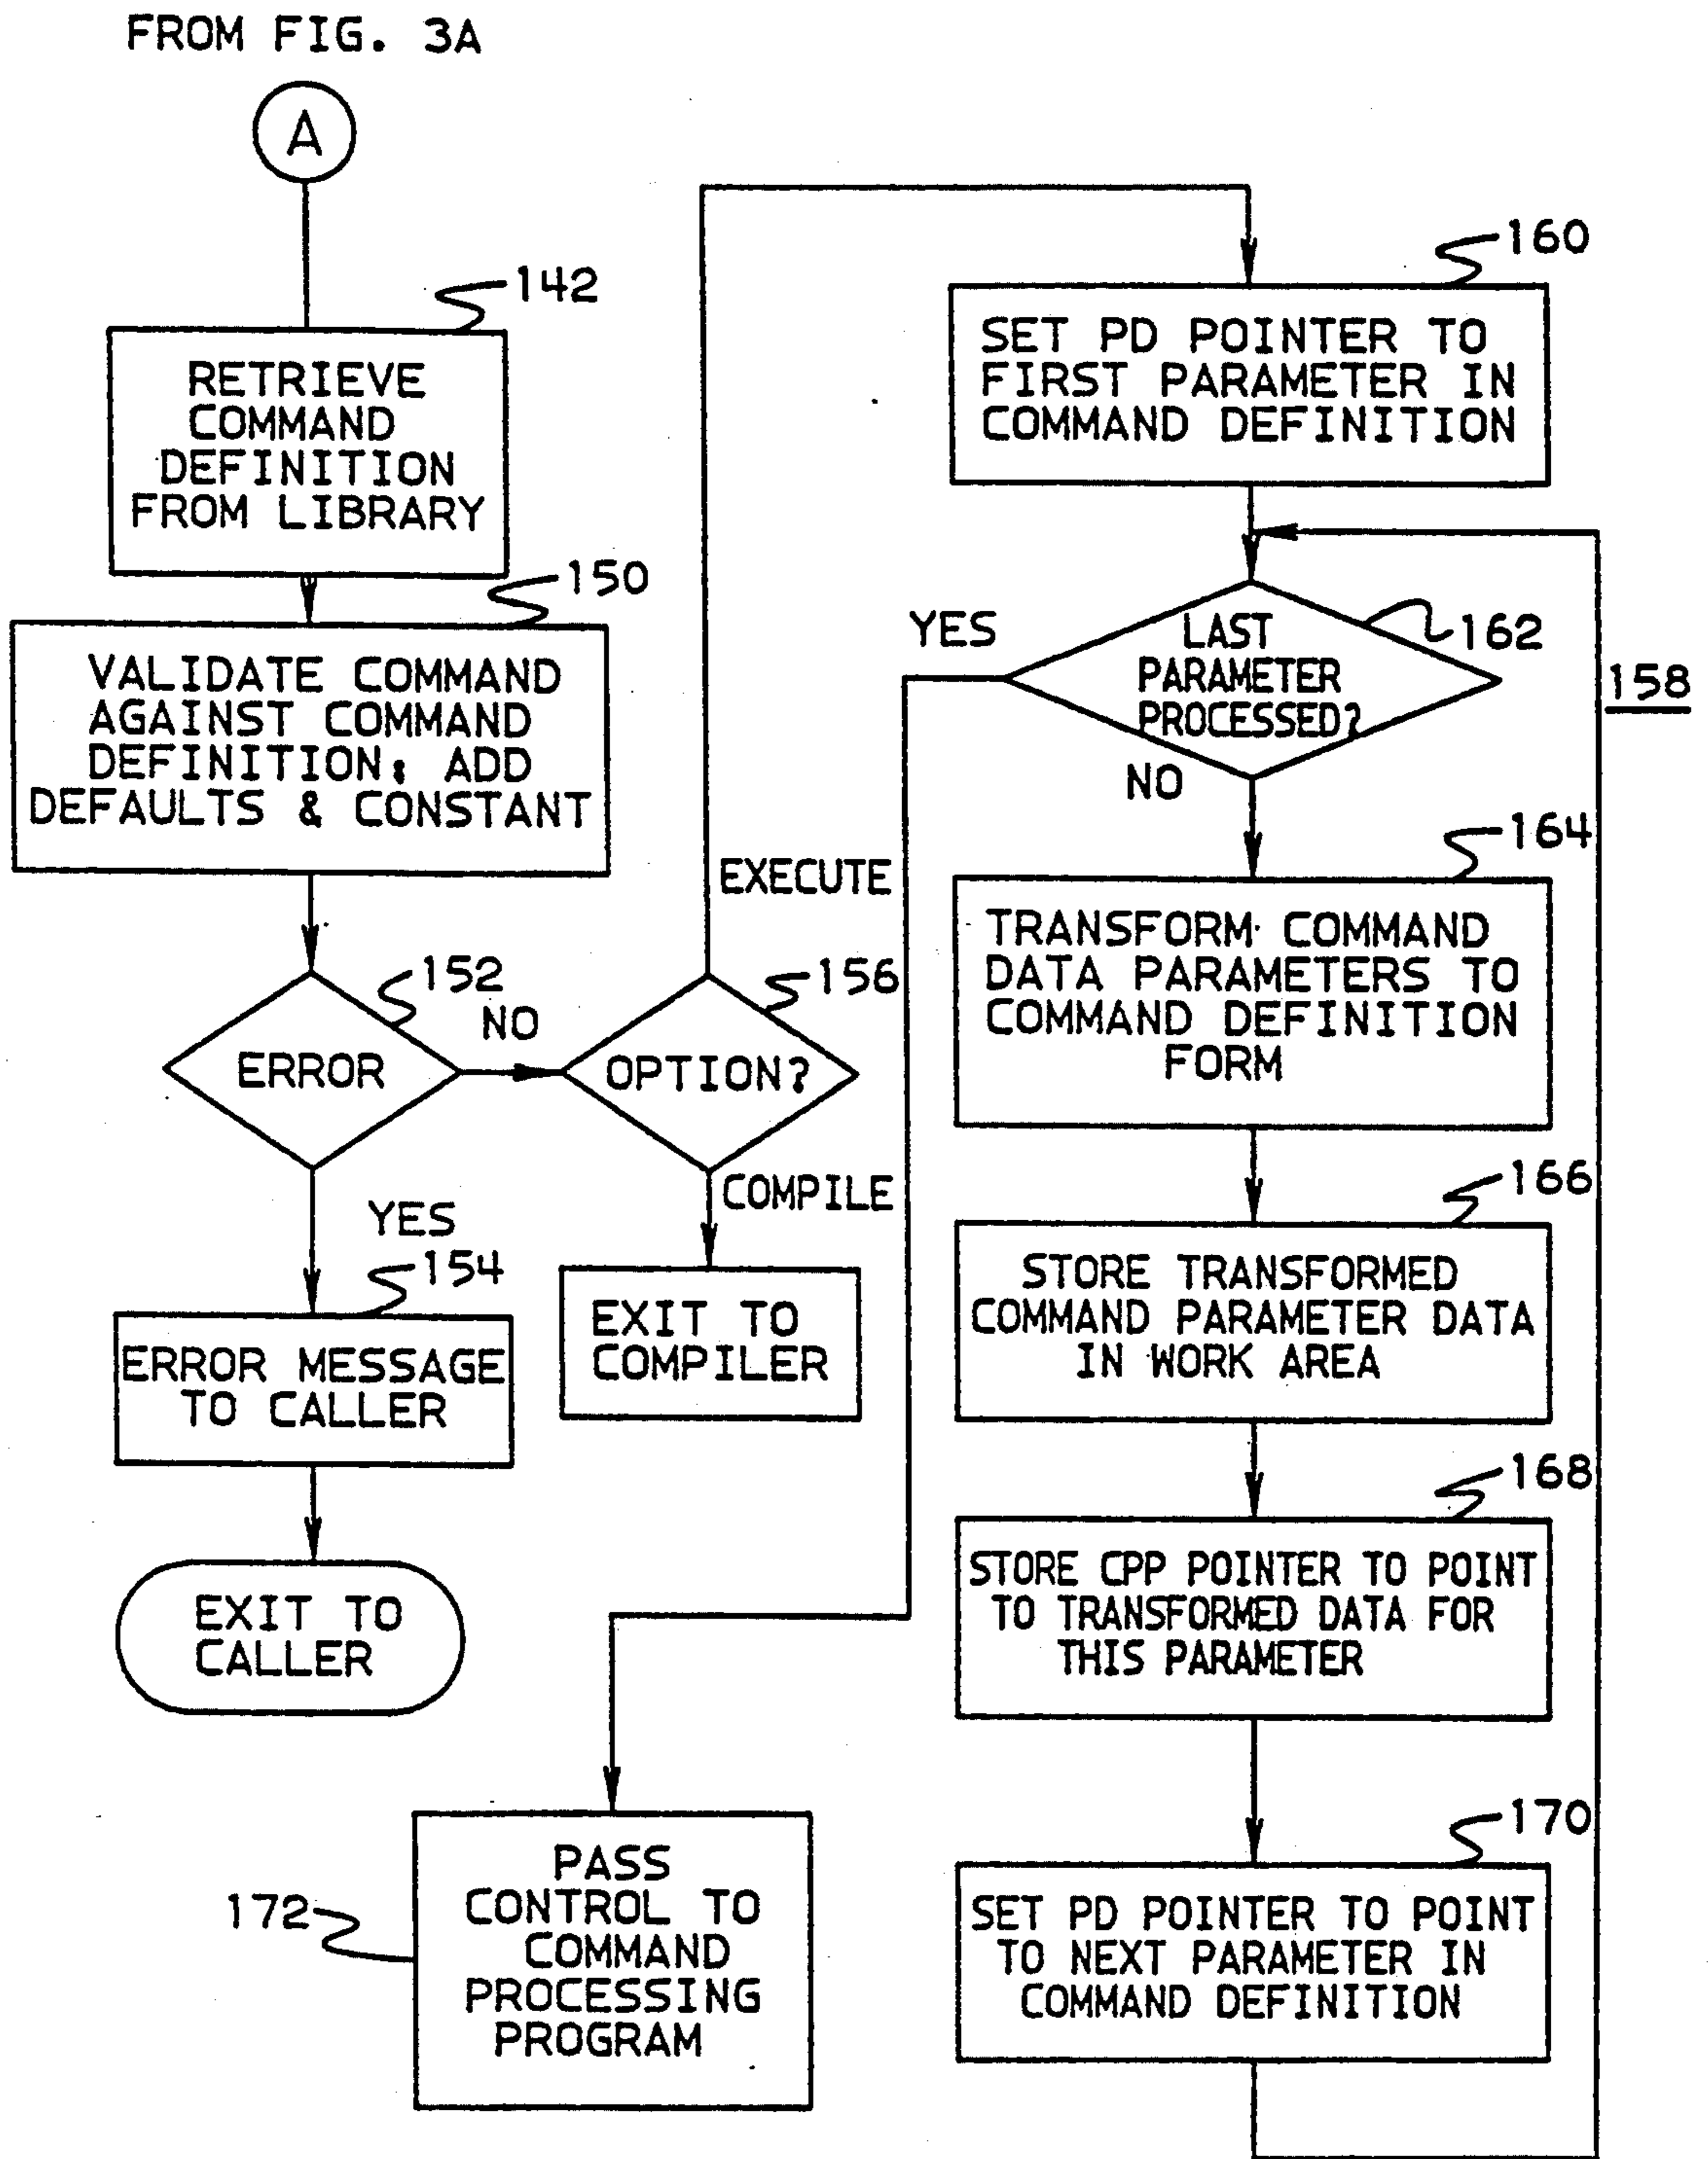 FROM FIG. 3A
A
142
RETRIEVE
COMMAND
DEFINITION
FROM LIBRARY
150
VALIDATE COMMAND
AGAINST COMMAND
DEFINITION; ADD
DEFAULTS & CONSTANT
152
ERROR
NO
YES
154
ERROR MESSAGE
TO CALLER
EXIT TO
CALLER
156
OPTION?
EXECUTE
COMPILE
EXIT TO
COMPILER
160
SET PD POINTER TO
FIRST PARAMETER IN
COMMAND DEFINITION
162
LAST
PARAMETER
PROCESSED?
YES
NO
158
164
TRANSFORM COMMAND
DATA PARAMETERS TO
COMMAND DEFINITION
FORM
166
STORE TRANSFORMED
COMMAND PARAMETER DATA
IN WORK AREA
168
STORE CPP POINTER TO POINT
TO TRANSFORMED DATA FOR
THIS PARAMETER
170
SET PD POINTER TO POINT
TO NEXT PARAMETER IN
COMMAND DEFINITION
172
PASS
CONTROL TO
COMMAND
PROCESSING
PROGRAM